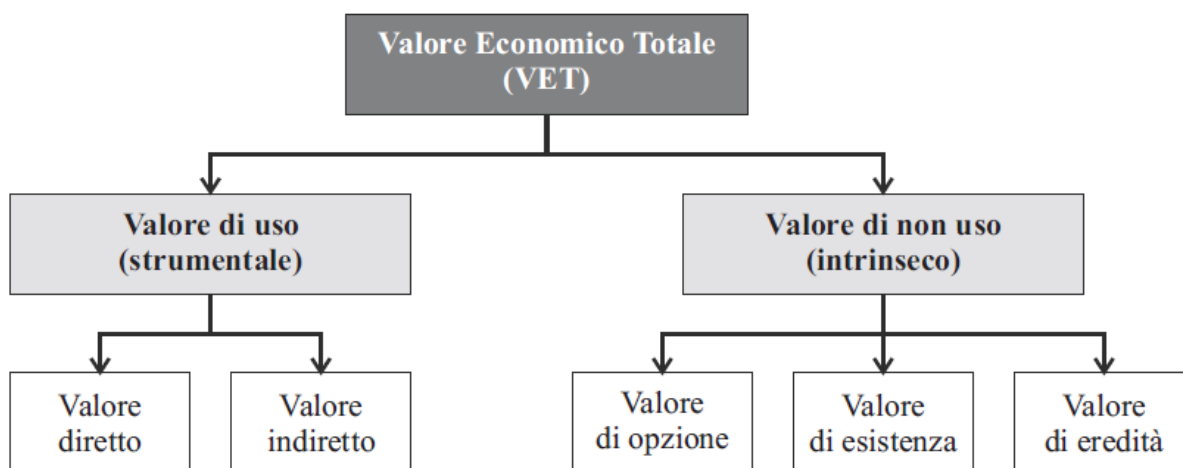 Valore Economico Totale
(VET)
Valore di uso
(strumentale)
Valore di non uso
(intrinseco)
Valore
diretto
Valore
indiretto
Valore
di opzione
Valore
di esistenza
Valore
di eredità